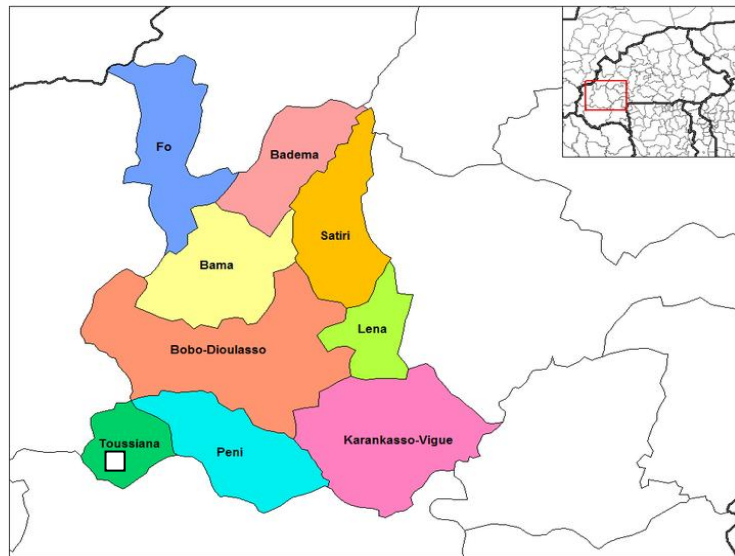 Fo
Badema
Satiri
Bama
Lena
Bobo-Dioulasso
Toussiana
Peni
Karankasso-Vigue